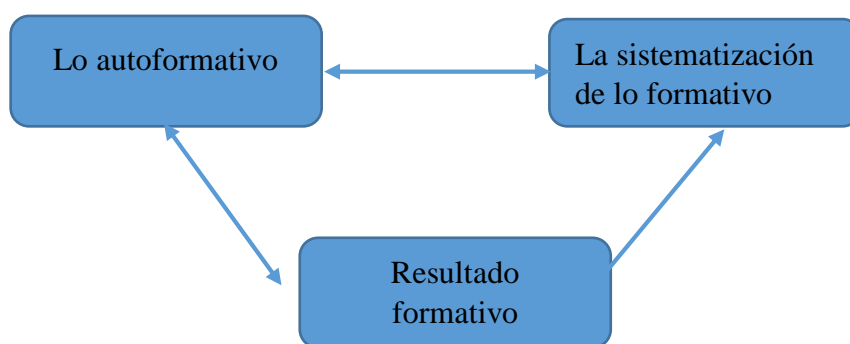 Lo autoformativo
La sistematización
de lo formativo
Resultado
formativo